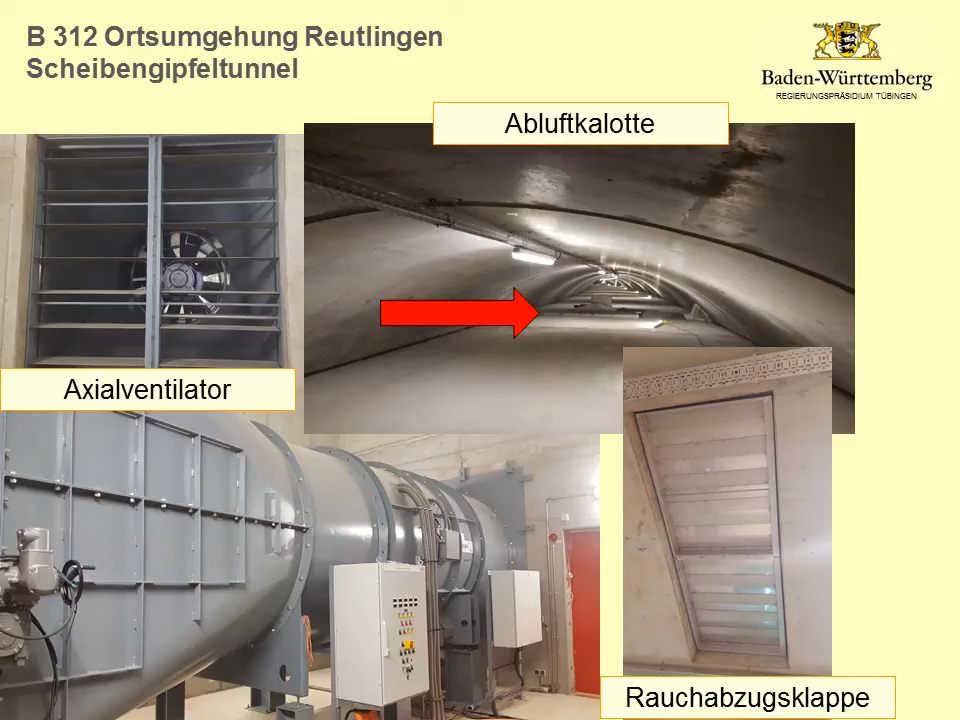 B 312 Ortsumgehung Reutlingen
Scheibengipfeltunnel
Baden-Württemberg
REGIERUNGSPRÄSIDIUM TÜBINGEN
Abluftkalotte
Axialventilator
Rauchabzugsklappe